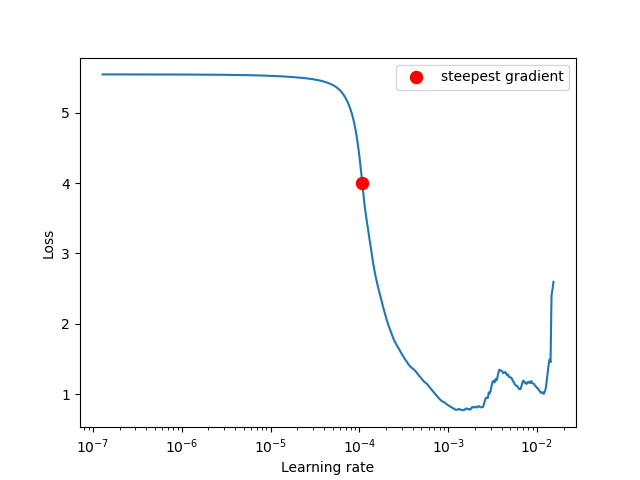 steepest gradient
Loss
5
4
3
2
1
10⁻⁷ 10⁻⁶ 10⁻⁵ 10⁻⁴ 10⁻³ 10⁻²
Learning rate